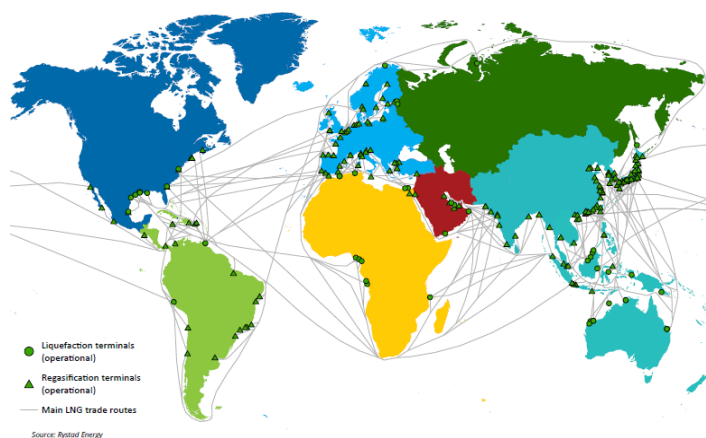 Liquefaction terminals
(operational)
Regasification terminals
(operational)
Main LNG trade routes
Source: Rystad Energy